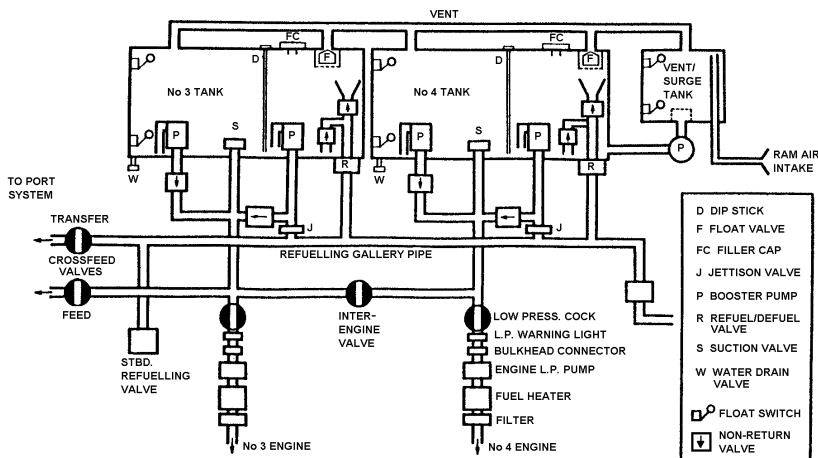 VENT
FC
FC
D
F
D
F
No 3 TANK
No 4 TANK
VENT/
SURGE
TANK
P
S
P
P
S
P
P
W
R
W
R
RAM AIR
INTAKE
TO PORT
SYSTEM
J
J
TRANSFER
CROSSFEED
VALVES
REFUELLING GALLERY PIPE
FEED
INTER-
ENGINE
VALVE
LOW PRESS. COCK
L.P. WARNING LIGHT
BULKHEAD CONNECTOR
ENGINE L.P. PUMP
FUEL HEATER
FILTER
STBD.
REFUELLING
VALVE
No 3 ENGINE
No 4 ENGINE
D DIP STICK
F FLOAT VALVE
FC FILLER CAP
J JETTISON VALVE
P BOOSTER PUMP
R REFUEL/DEFUEL
VALVE
S SUCTION VALVE
W WATER DRAIN
VALVE
FLOAT SWITCH
NON-RETURN
VALVE